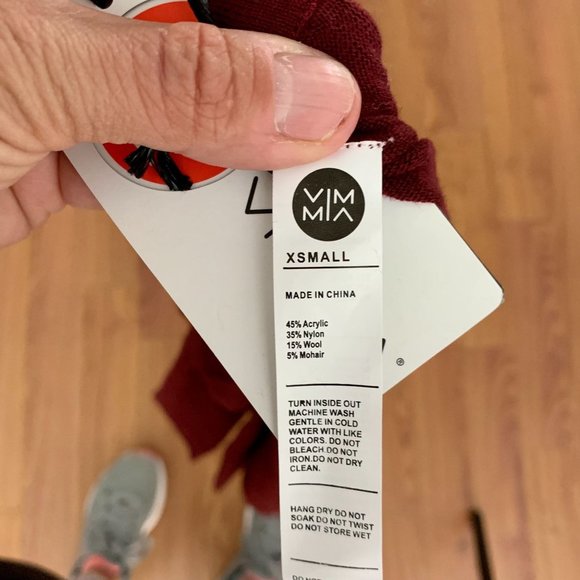 VIM
MIA
XSMALL
MADE IN CHINA
45% Acrylic
35% Nylon
15% Wool
5% Mohair
®
TURN INSIDE OUT
MACHINE WASH
GENTLE IN COLD
WATER WITH LIKE
COLORS. DO NOT
BLEACH.DO NOT
IRON.DO NOT DRY
CLEAN.
HANG DRY DO NOT
SOAK DO NOT TWIST
DO NOT STORE WET